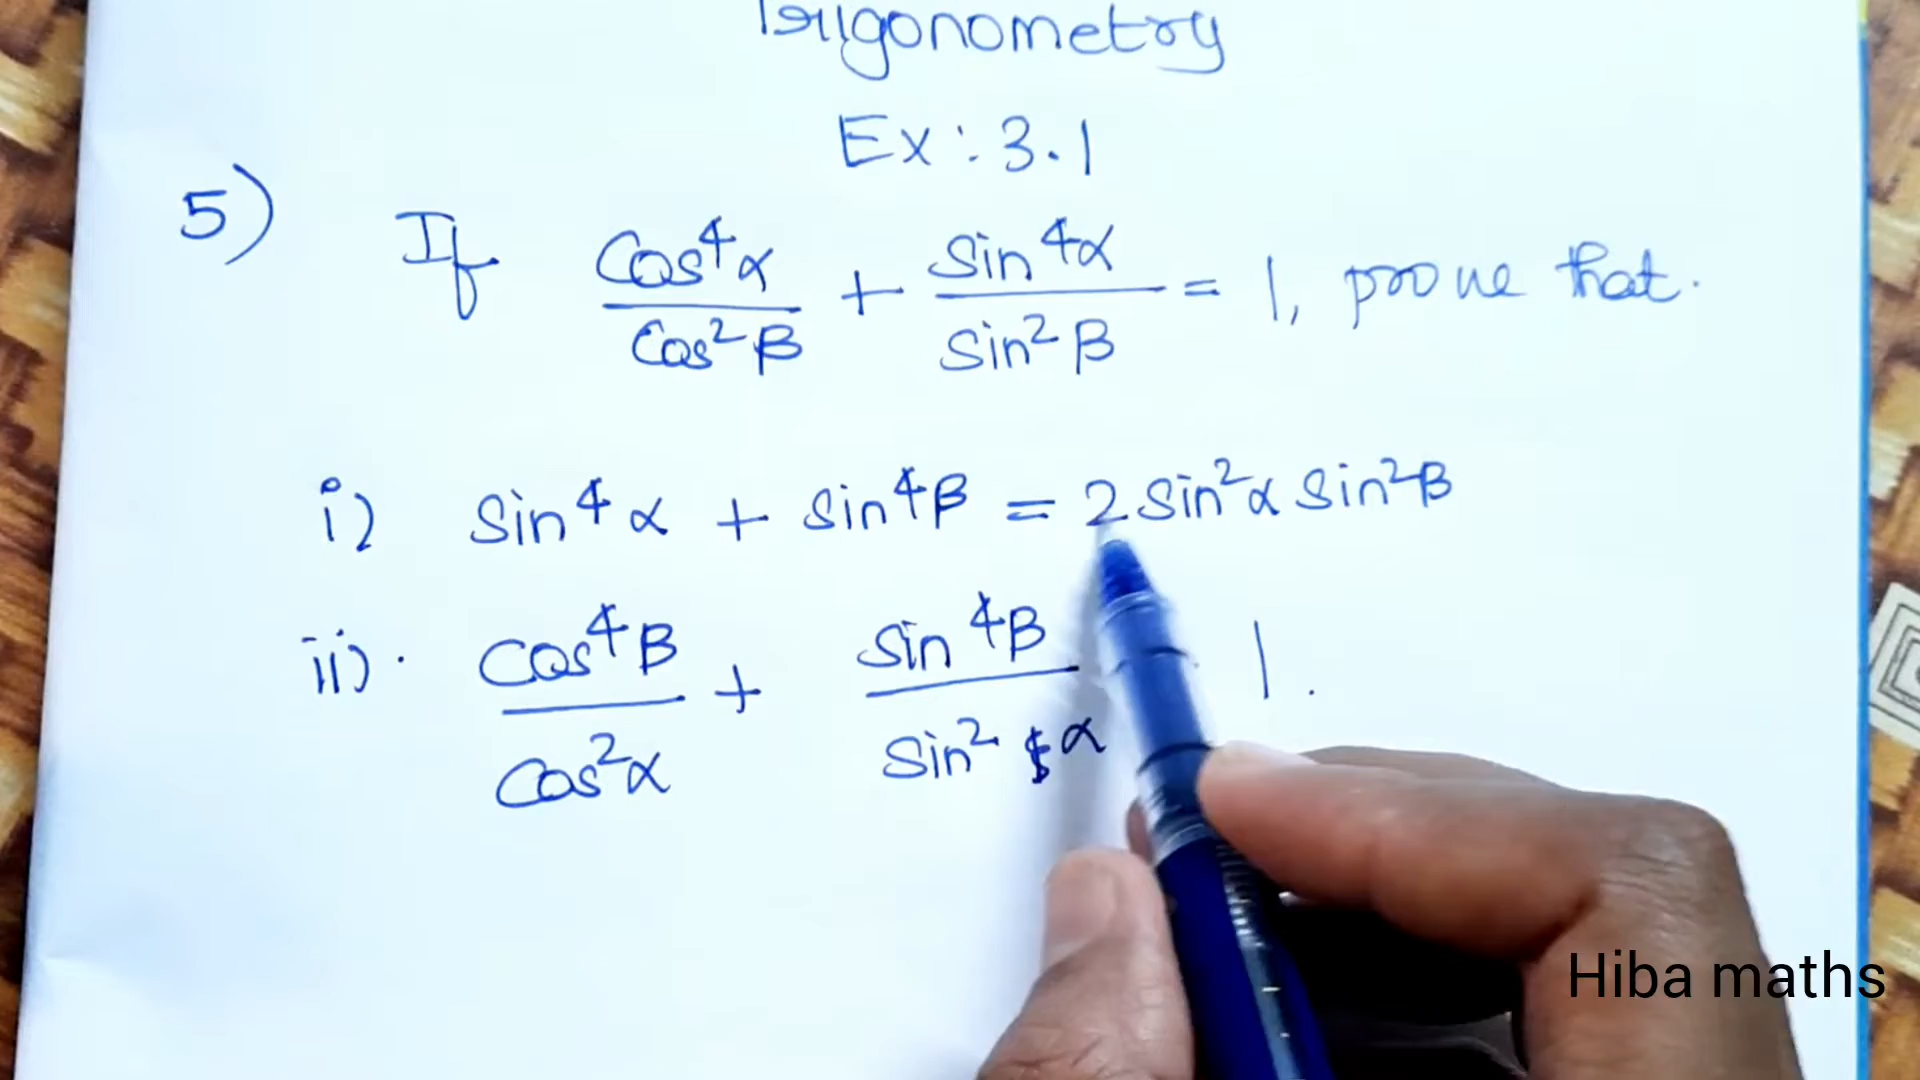 Trigonometry
Ex: 3.1
5) If Cos⁴α/Cos²β + Sin⁴α/Sin²β = 1, prove that.
i) Sin⁴α + Sin⁴β = 2 Sin²α Sin²β
ii). Cos⁴β/Cos²α + Sin⁴β/Sin²α 1.
Hiba maths